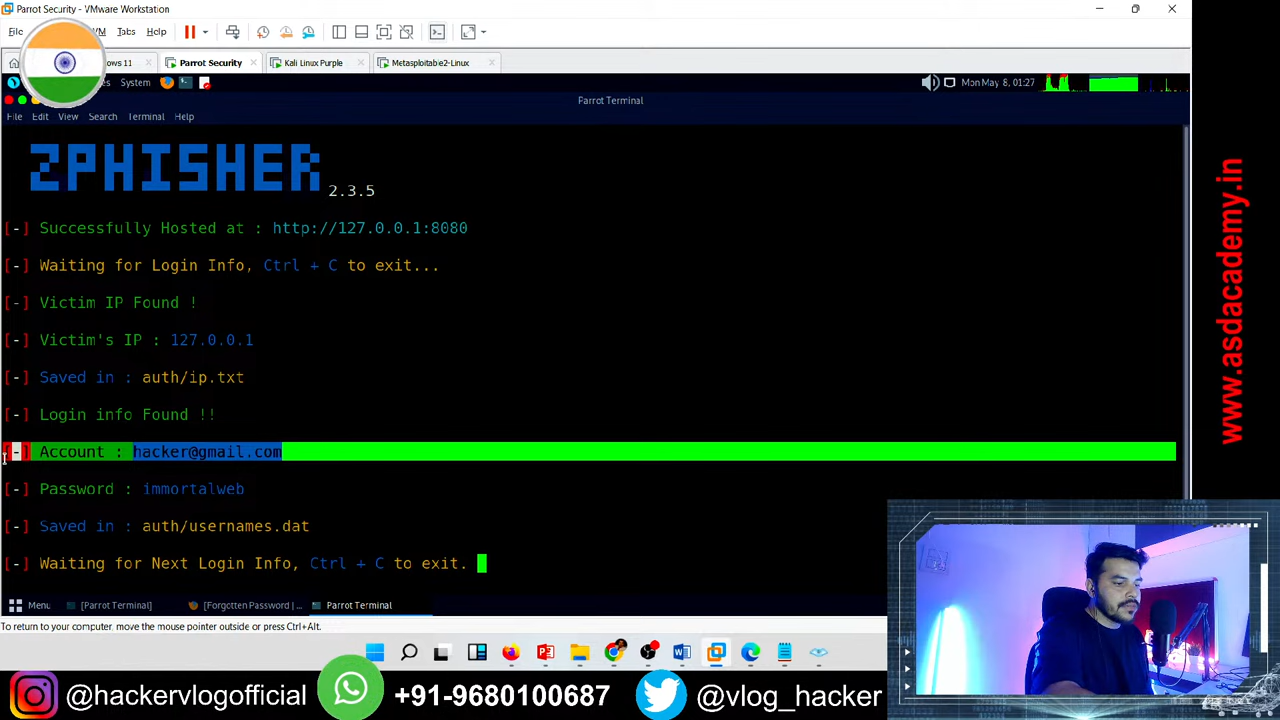 Parrot Security - VMware Workstation
File VM Tabs Help
11 Parrot Security Kali Linux Purple Metasploitable2-Linux
System Mon May 8, 01:27
Parrot Terminal
File Edit View Search Terminal Help
ZPHISHER 2.3.5
[-] Successfully Hosted at : http://127.0.0.1:8080
[-] Waiting for Login Info, Ctrl + C to exit...
[-] Victim IP Found !
[-] Victim's IP : 127.0.0.1
[-] Saved in : auth/ip.txt
[-] Login info Found !!
[-] Account : hacker@gmail.com
[-] Password : immortalweb
[-] Saved in : auth/usernames.dat
[-] Waiting for Next Login Info, Ctrl + C to exit.
Menu [Parrot Terminal] [Forgotten Password | ... Parrot Terminal
To return to your computer, move the mouse pointer outside or press Ctrl+Alt.
@hackervlogofficial +91-9680100687 @vlog_hacker
www.asdacademy.in